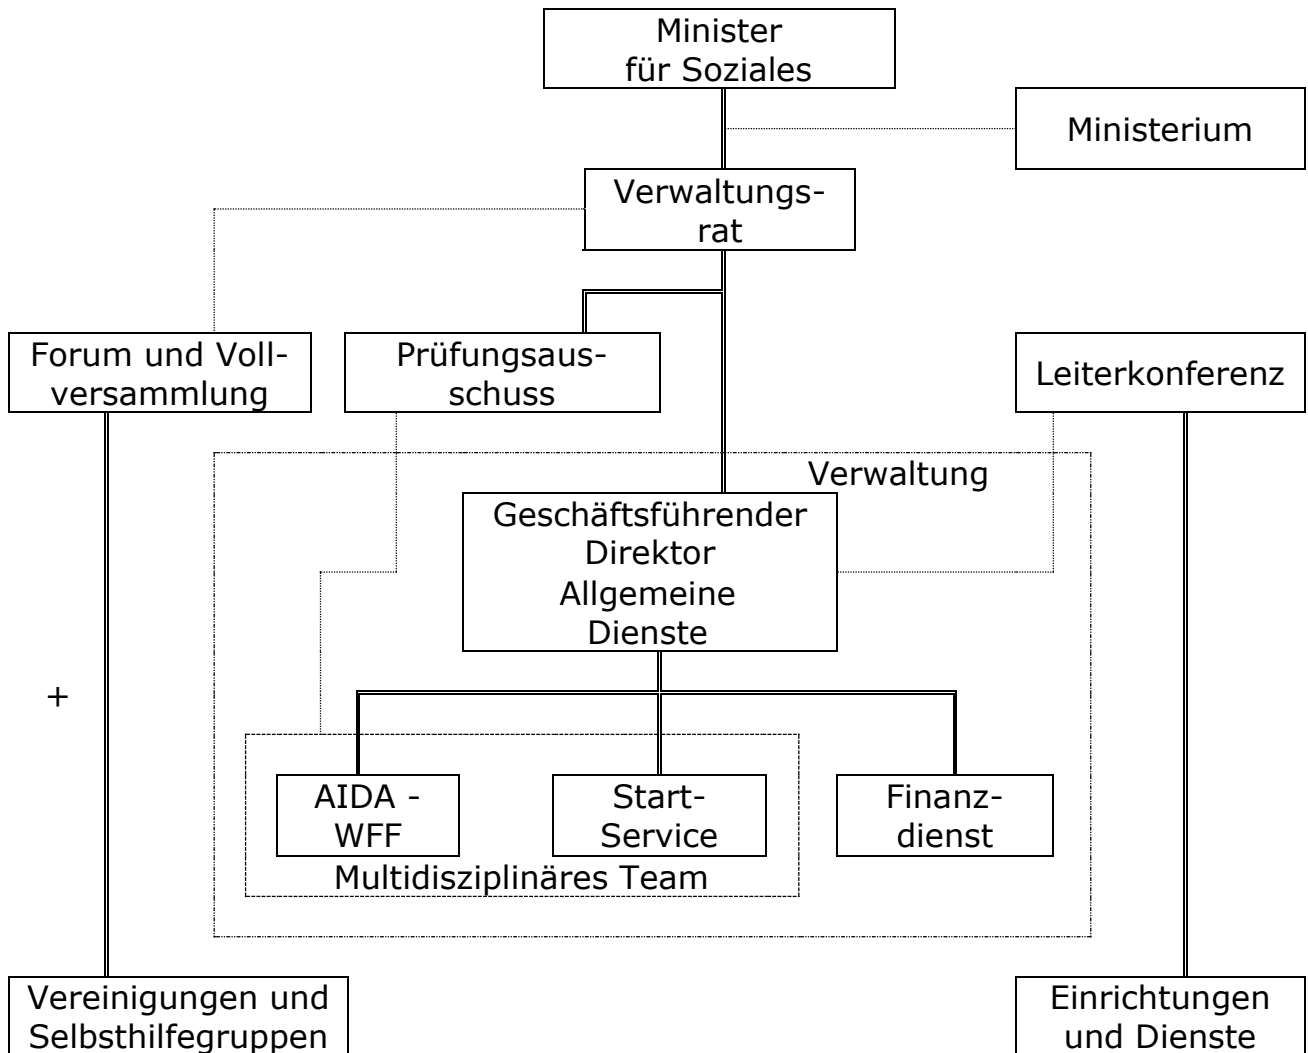 Minister
für Soziales
Ministerium
Verwaltungs-
rat
Forum und Voll-
versammlung
Prüfungsaus-
schuss
Leiterkonferenz
Verwaltung
Geschäftsführender
Direktor
Allgemeine
Dienste
+
AIDA -
WFF
Start-
Service
Finanz-
dienst
Multidisziplinäres Team
Vereinigungen und
Selbsthilfegruppen
Einrichtungen
und Dienste